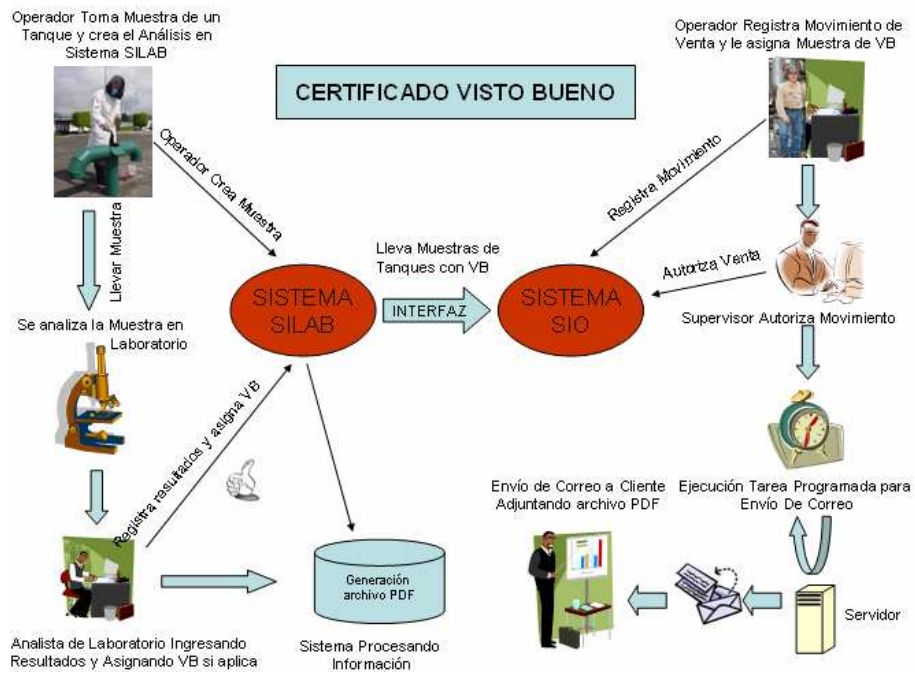 Operador Toma Muestra de un
Tanque y crea el Análisis en
Sistema SILAB
Operador Registra Movimiento de
Venta y le asigna Muestra de VB
CERTIFICADO VISTO BUENO
Operador Crea Muestra
Registra Movimiento
Llevar Muestra
Lleva Muestras de
Tanques con VB
Autoriza Venta
SISTEMA
SILAB
INTERFAZ
SISTEMA
SIO
Supervisor Autoriza Movimiento
Se analiza la Muestra en
Laboratorio
Registra resultados y asigna VB
Envío de Correo a Cliente
Adjuntando archivo PDF
Ejecución Tarea Programada para
Envío De Correo
Generación
archivo PDF
Servidor
Analista de Laboratorio Ingresando
Resultados y Asignando VB si aplica
Sistema Procesando
Información